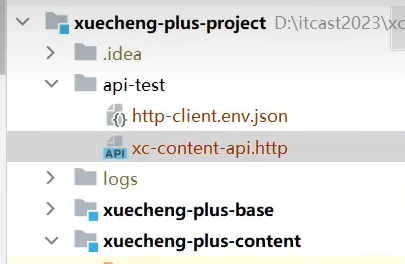 xuecheng-plus-project D:\itcast2023\xc
.idea
api-test
http-client.env.json
API xc-content-api.http
logs
xuecheng-plus-base
xuecheng-plus-content